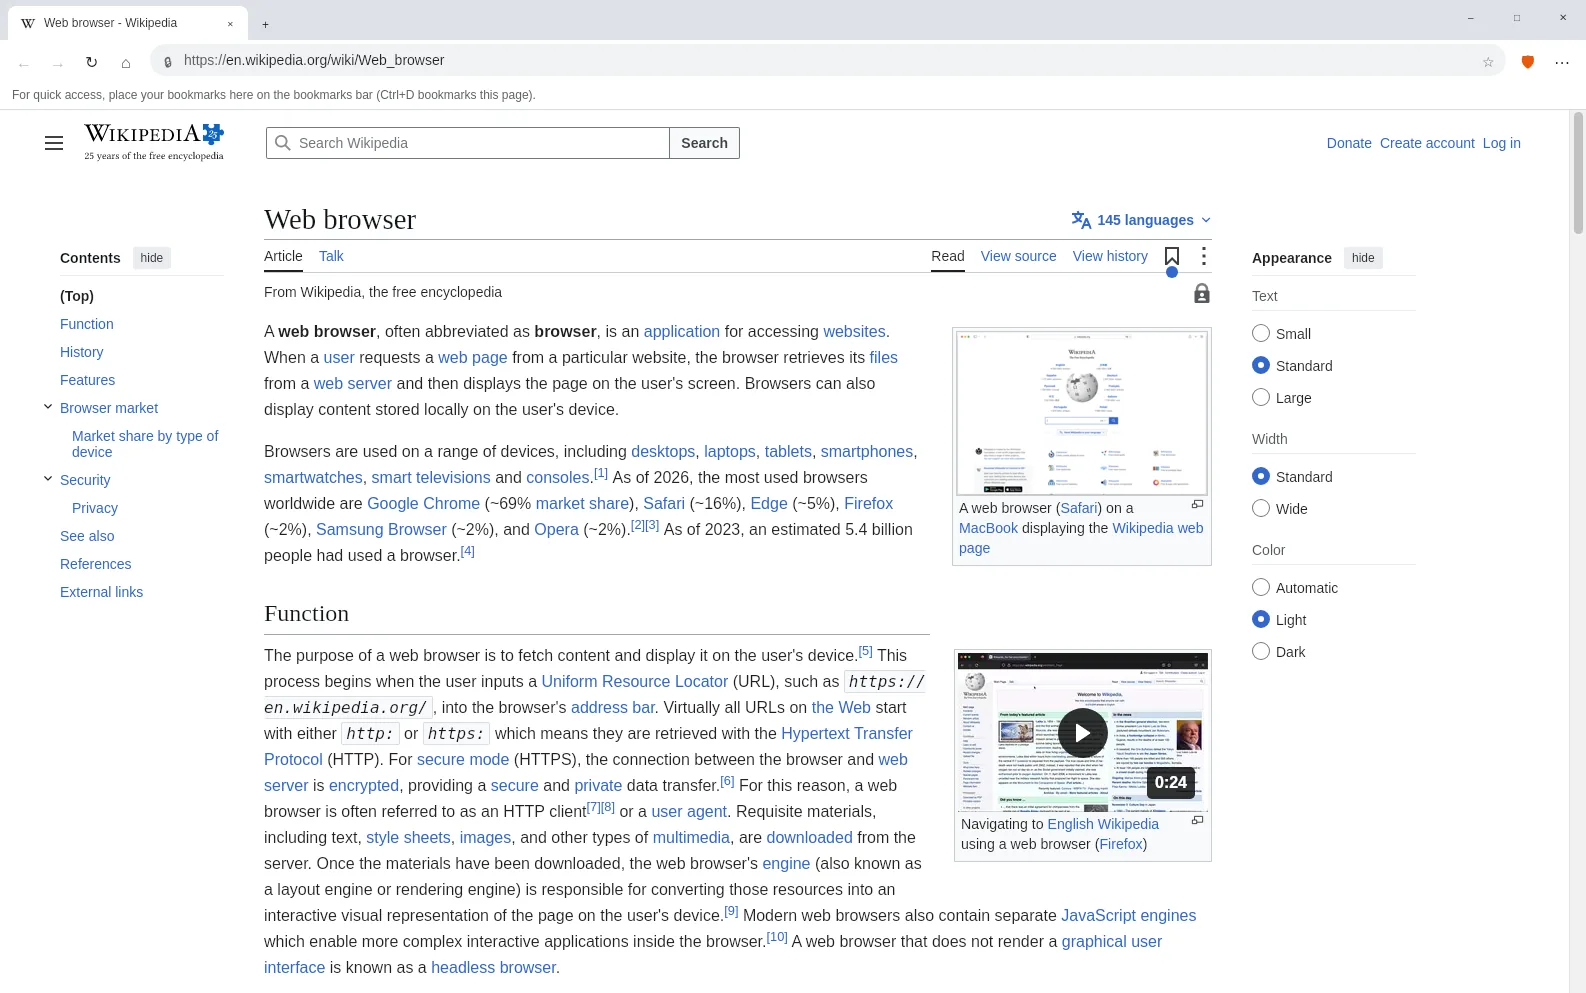 Web browser - Wikipedia
https://en.wikipedia.org/wiki/Web_browser
For quick access, place your bookmarks here on the bookmarks bar (Ctrl+D bookmarks this page).
WIKIPEDIA 25
25 years of the free encyclopedia
Search Wikipedia
Search
Donate Create account Log in
Web browser
145 languages
Contents hide
(Top)
Function
History
Features
Browser market
Market share by type of
device
Security
Privacy
See also
References
External links
Article Talk
Read View source View history
From Wikipedia, the free encyclopedia
A web browser, often abbreviated as browser, is an application for accessing websites.
When a user requests a web page from a particular website, the browser retrieves its files
from a web server and then displays the page on the user's screen. Browsers can also
display content stored locally on the user's device.
Browsers are used on a range of devices, including desktops, laptops, tablets, smartphones,
smartwatches, smart televisions and consoles.[1] As of 2026, the most used browsers
worldwide are Google Chrome (~69% market share), Safari (~16%), Edge (~5%), Firefox
(~2%), Samsung Browser (~2%), and Opera (~2%).[2][3] As of 2023, an estimated 5.4 billion
people had used a browser.[4]
WIKIPEDIA
A web browser (Safari) on a
MacBook displaying the Wikipedia web
page
Function
The purpose of a web browser is to fetch content and display it on the user's device.[5] This
process begins when the user inputs a Uniform Resource Locator (URL), such as https://
en.wikipedia.org/, into the browser's address bar. Virtually all URLs on the Web start
with either http: or https: which means they are retrieved with the Hypertext Transfer
Protocol (HTTP). For secure mode (HTTPS), the connection between the browser and web
server is encrypted, providing a secure and private data transfer.[6] For this reason, a web
browser is often referred to as an HTTP client[7][8] or a user agent. Requisite materials,
including text, style sheets, images, and other types of multimedia, are downloaded from the
server. Once the materials have been downloaded, the web browser's engine (also known as
a layout engine or rendering engine) is responsible for converting those resources into an
interactive visual representation of the page on the user's device.[9] Modern web browsers also contain separate JavaScript engines
which enable more complex interactive applications inside the browser.[10] A web browser that does not render a graphical user
interface is known as a headless browser.
Welcome to Wikipedia,
From today's featured article
In the news
Did you know ...
On this day
0:24
Navigating to English Wikipedia
using a web browser (Firefox)
Appearance hide
Text
Small
Standard
Large
Width
Standard
Wide
Color
Automatic
Light
Dark